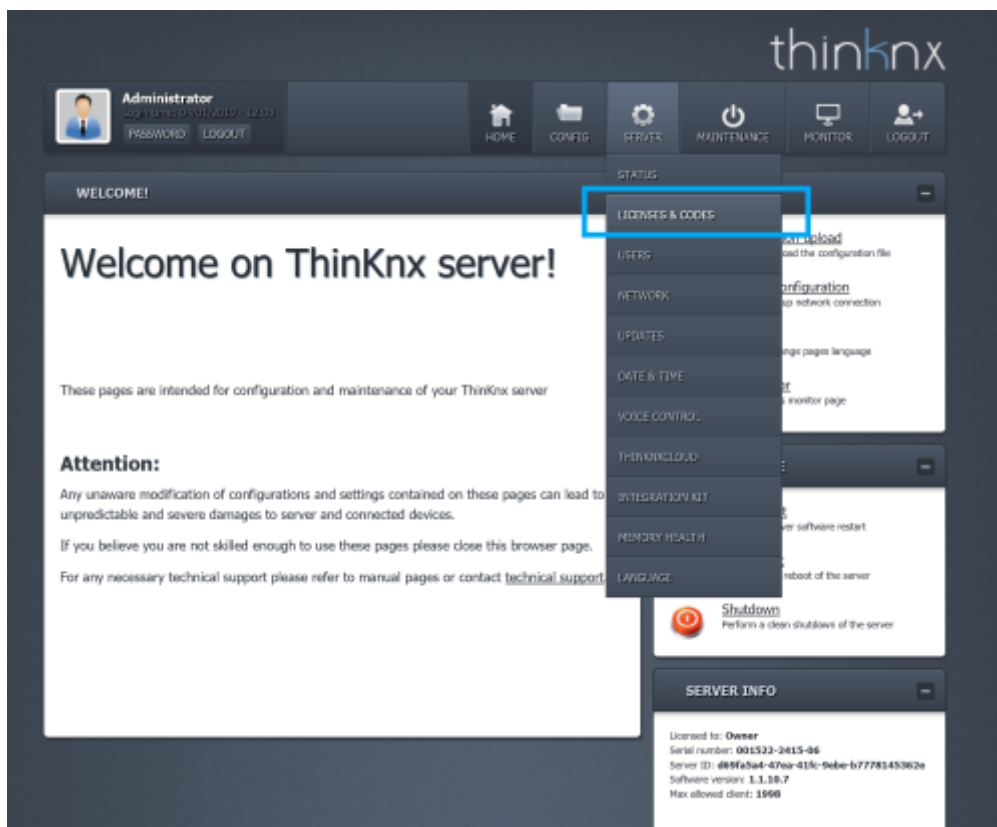 thinknx
Administrator
PASSWORD LOGOUT
HOME CONFIG SERVER MAINTENANCE MONITOR LOGOUT
STATUS
LICENSES & CODES
USERS
NETWORK
UPDATES
DATE & TIME
VOICE CONTROL
THINKNXCLOUD
INTEGRATION KIT
MEMORY HEALTH
LANGUAGE
WELCOME!
Welcome on ThinKnx server!
These pages are intended for configuration and maintenance of your ThinKnx server
Attention:
Any unaware modification of configurations and settings contained on these pages can lead to
unpredictable and severe damages to server and connected devices.
If you believe you are not skilled enough to use these pages please close this browser page.
For any necessary technical support please refer to manual pages or contact technical support.
upload
the configuration file
onfiguration
up network connection
nge pages language
monitor page
ver software restart
reboot of the server
Shutdown
Perform a clean shutdown of the server
SERVER INFO
Licensed to: Owner
Serial number: 001522-2415-06
Server ID: d69fa5a4-47ea-41fc-9ebe-b7778145362e
Software version: 1.1.10.7
Max allowed client: 1998